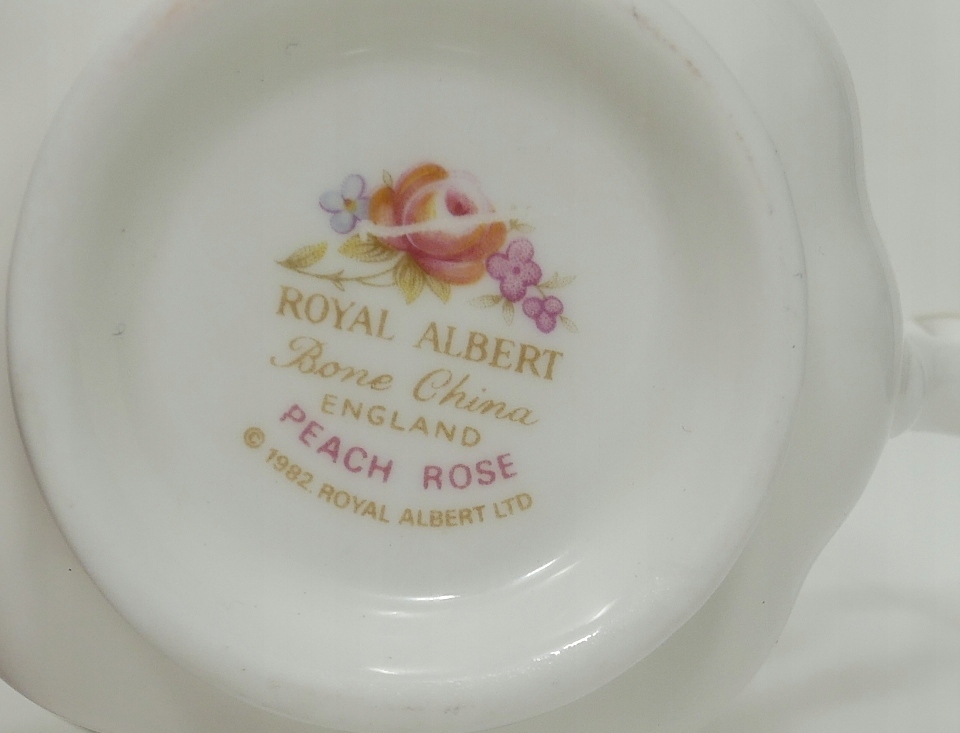 ROYAL ALBERT
Bone China
ENGLAND
PEACH ROSE
© 1982. ROYAL ALBERT LTD